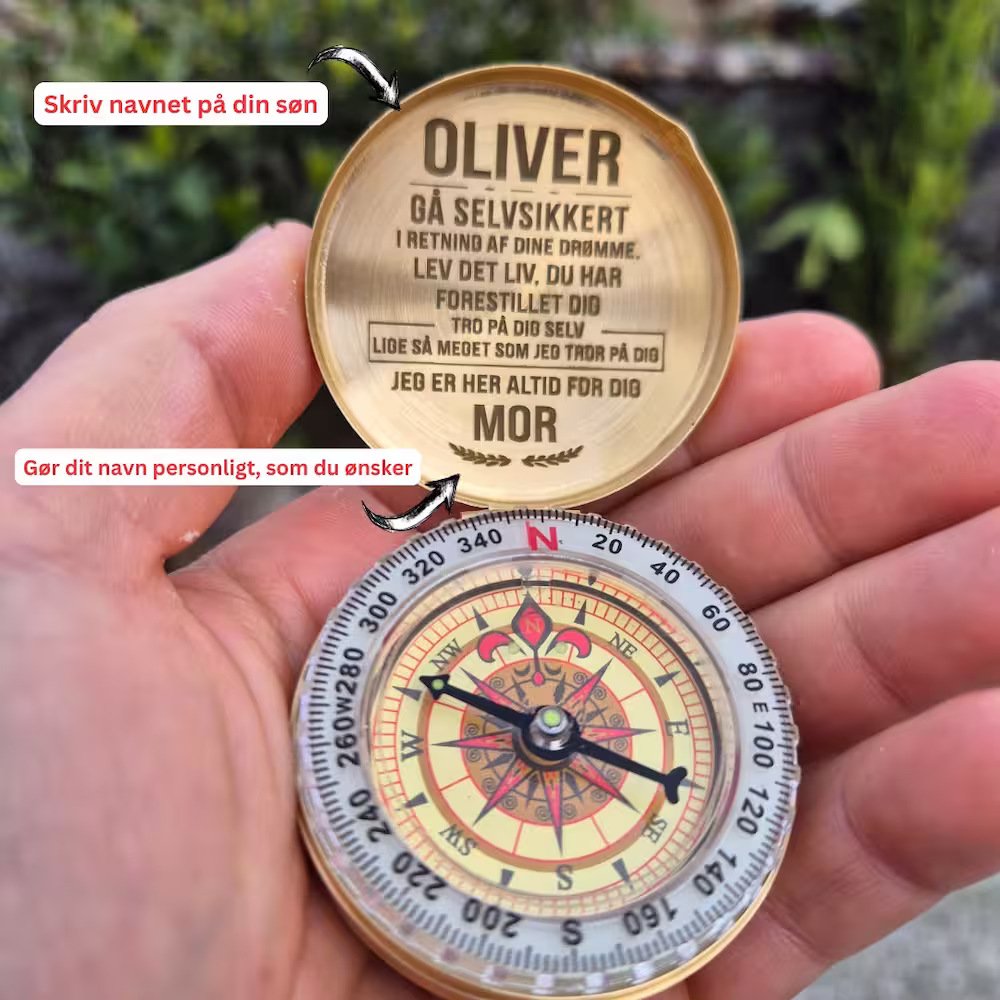 Skriv navnet på din søn
OLIVER
GÅ SELVSIKKERT
I RETNING AF DINE DRØMME.
LEV DET LIV, DU HAR
FORESTILLET DIG
TRO PÅ DIG SELV
LIGE SÅ MEGET SOM JEG TROR PÅ DIG
JEG ER HER ALTID FOR DIG
MOR
Gør dit navn personligt, som du ønsker
N 20 40 60 80 E 100 120 140 160 S 200 220 240 260 W 280 300 320 340
N NE E SE S SW W NW